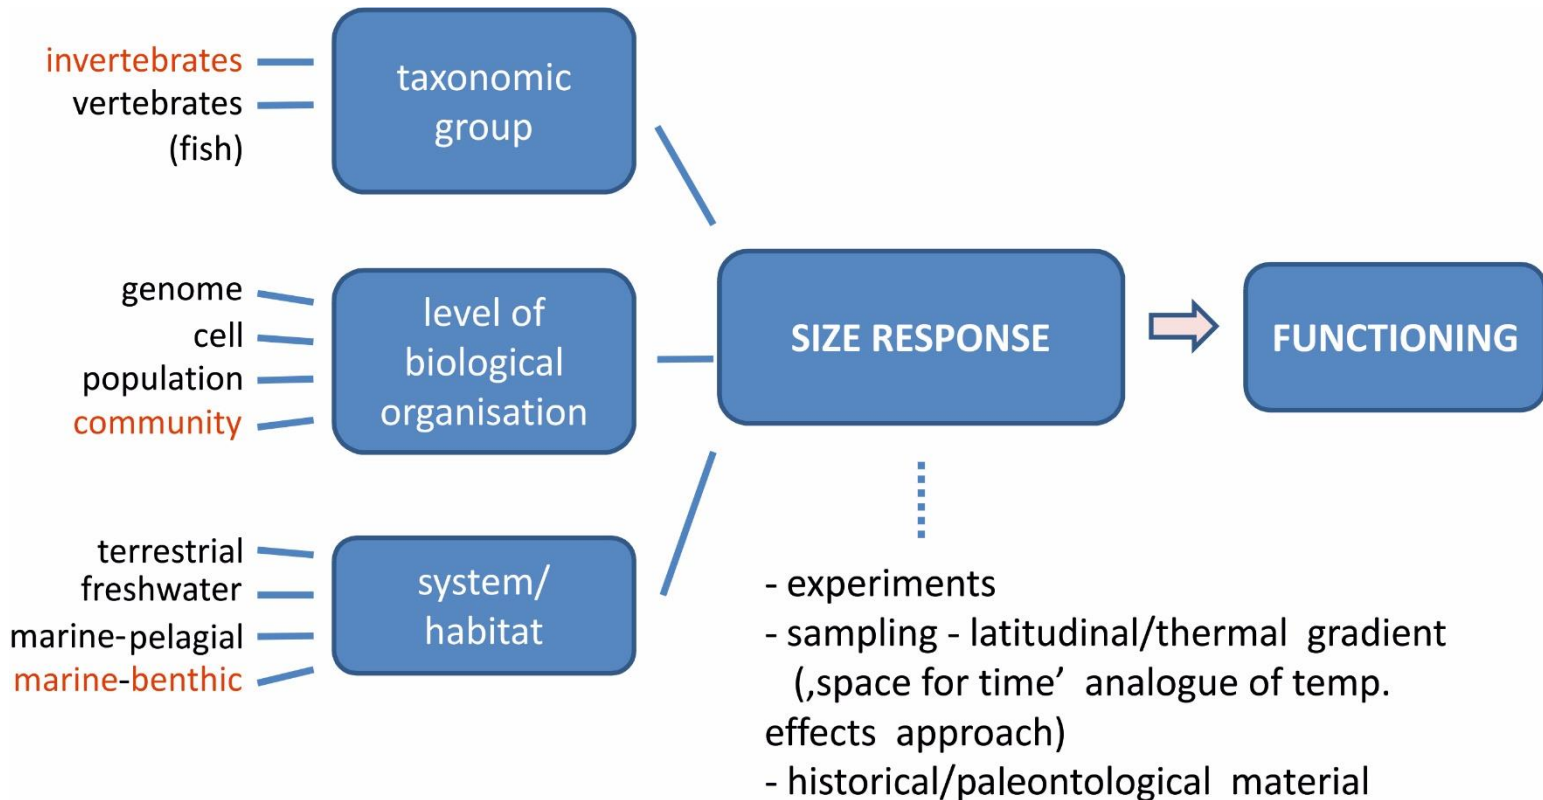 invertebrates
vertebrates
(fish)
taxonomic
group
genome
cell
population
community
level of
biological
organisation
terrestrial
freshwater
marine-pelagial
marine-benthic
system/
habitat
SIZE RESPONSE
FUNCTIONING
- experiments
- sampling - latitudinal/thermal gradient
(‚space for time’ analogue of temp.
effects approach)
- historical/paleontological material